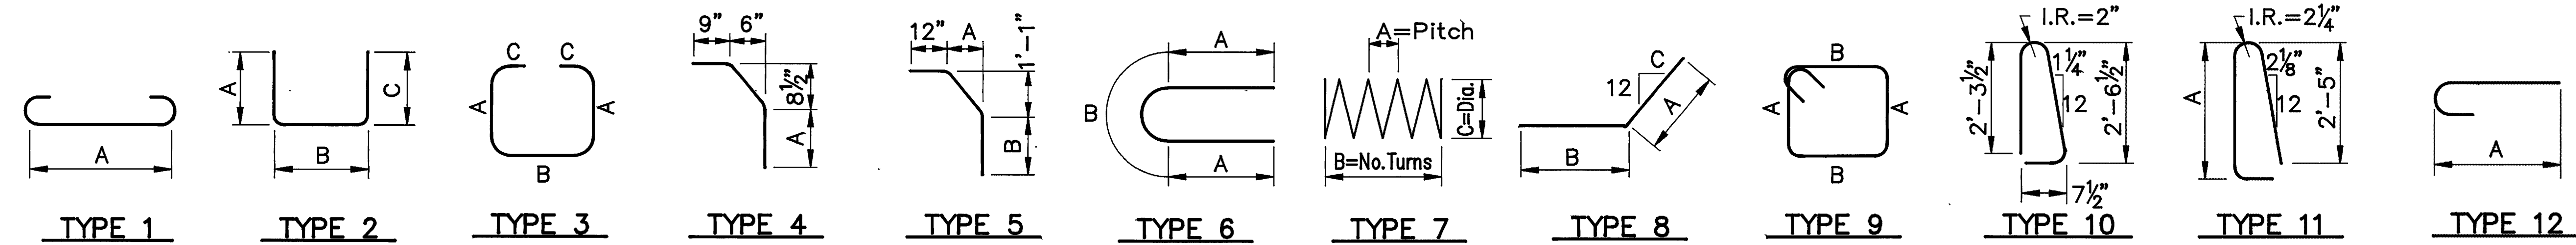 A
TYPE 1
A
B
C
TYPE 2
C C
A A
B
TYPE 3
9" 6"
8½"
A
TYPE 4
12" A
1'-1"
B
TYPE 5
A
B
A
TYPE 6
A=Pitch
C=Dia.
B=No.Turns
TYPE 7
C
12
A
B
TYPE 8
B
A A
B
TYPE 9
I.R.=2"
1¼"
12
2'-3½"
2'-6½"
7½"
TYPE 10
I.R.=2¼"
2⅛"
12
A
2'-5"
TYPE 11
A
TYPE 12